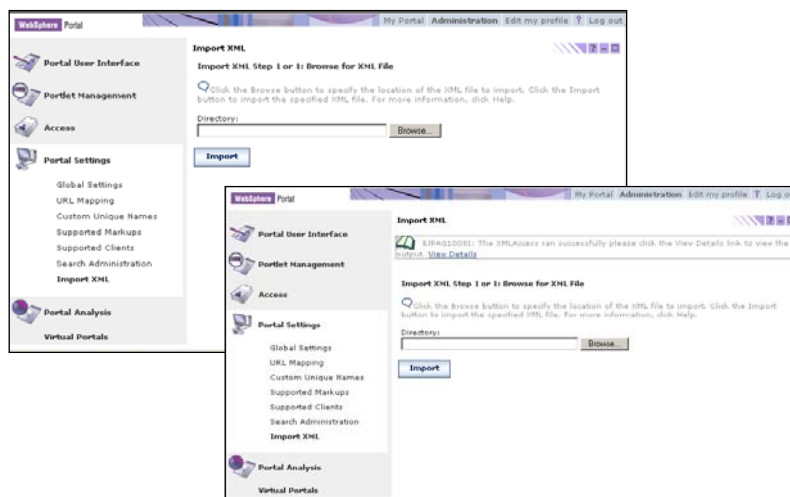 WebSphere Portal
My Portal Administration Edit my profile ? Log out
Portal User Interface
Portlet Management
Access
Portal Settings
Global Settings
URL Mapping
Custom Unique Names
Supported Markups
Supported Clients
Search Administration
Import XML
Portal Analysis
Virtual Portals
Import XML
Import XML Step 1 or 1: Browse for XML File
Click the Browse button to specify the location of the XML file to import. Click the Import
button to import the specified XML file. For more information, click Help.
Directory:
Browse...
Import
WebSphere Portal
My Portal Administration Edit my profile ? Log o
Portal User Interface
Portlet Management
Access
Portal Settings
Global Settings
URL Mapping
Custom Unique Names
Supported Markups
Supported Clients
Search Administration
Import XML
Portal Analysis
Virtual Portals
Import XML
The XMLAccess ran successfully please click the View Details link to view the
output. View Details
Import XML Step 1 or 1: Browse for XML File
Click the Browse button to specify the location of the XML file to import. Click the Import
button to import the specified XML file. For more information, click Help.
Directory:
Browse...
Import